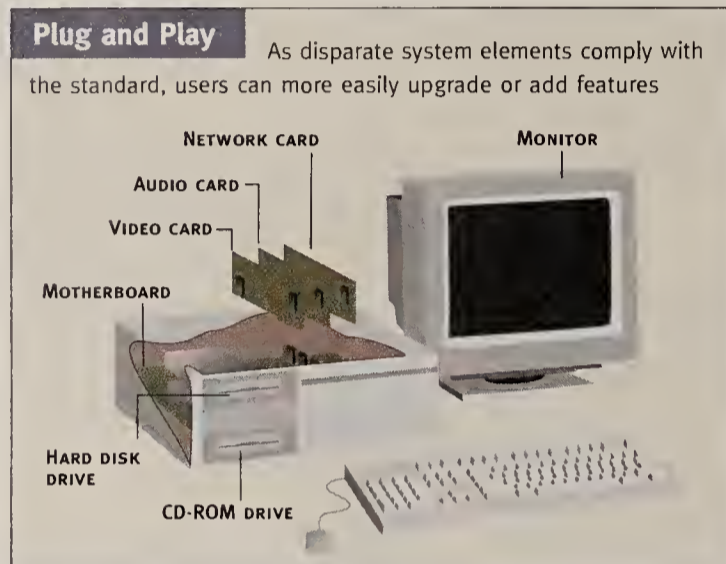 Plug and Play
As disparate system elements comply with
the standard, users can more easily upgrade or add features
NETWORK CARD
MONITOR
AUDIO CARD
VIDEO CARD
MOTHERBOARD
HARD DISK
DRIVE
CD-ROM DRIVE